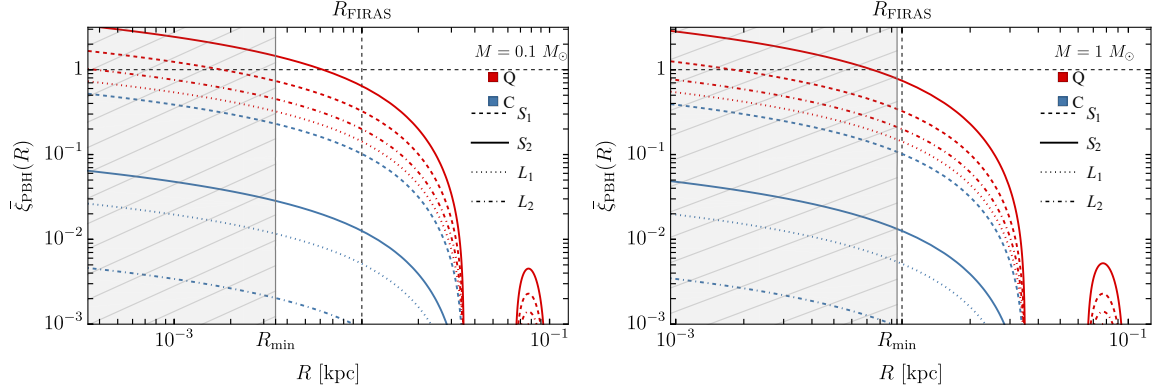 R_FIRAS
M = 0.1 M_⊙
Q
C
S_1
S_2
L_1
L_2
1
10^{-1}
10^{-2}
10^{-3}
ξ̄_PBH(R)
10^{-3}
R_min
10^{-1}
R [kpc]
R_FIRAS
M = 1 M_⊙
Q
C
S_1
S_2
L_1
L_2
1
10^{-1}
10^{-2}
10^{-3}
ξ̄_PBH(R)
10^{-3}
R_min
10^{-1}
R [kpc]